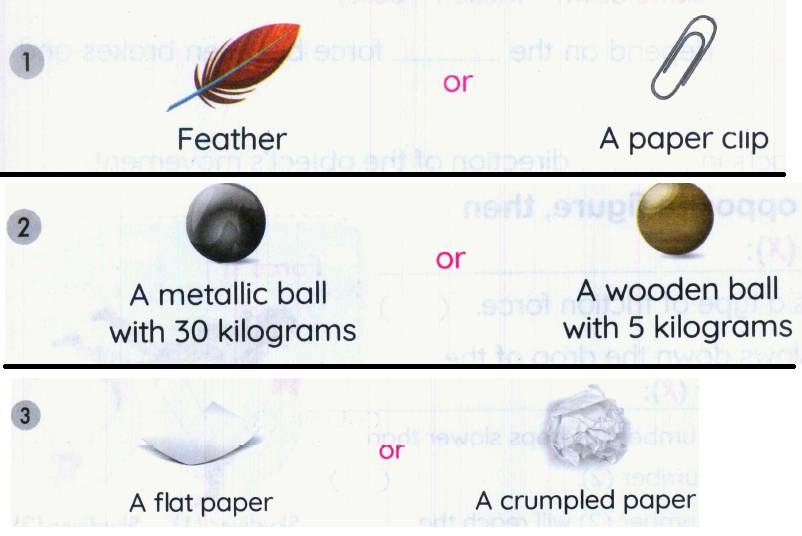 1
Feather
or
A paper clip
2
A metallic ball
with 30 kilograms
or
A wooden ball
with 5 kilograms
3
A flat paper
or
A crumpled paper